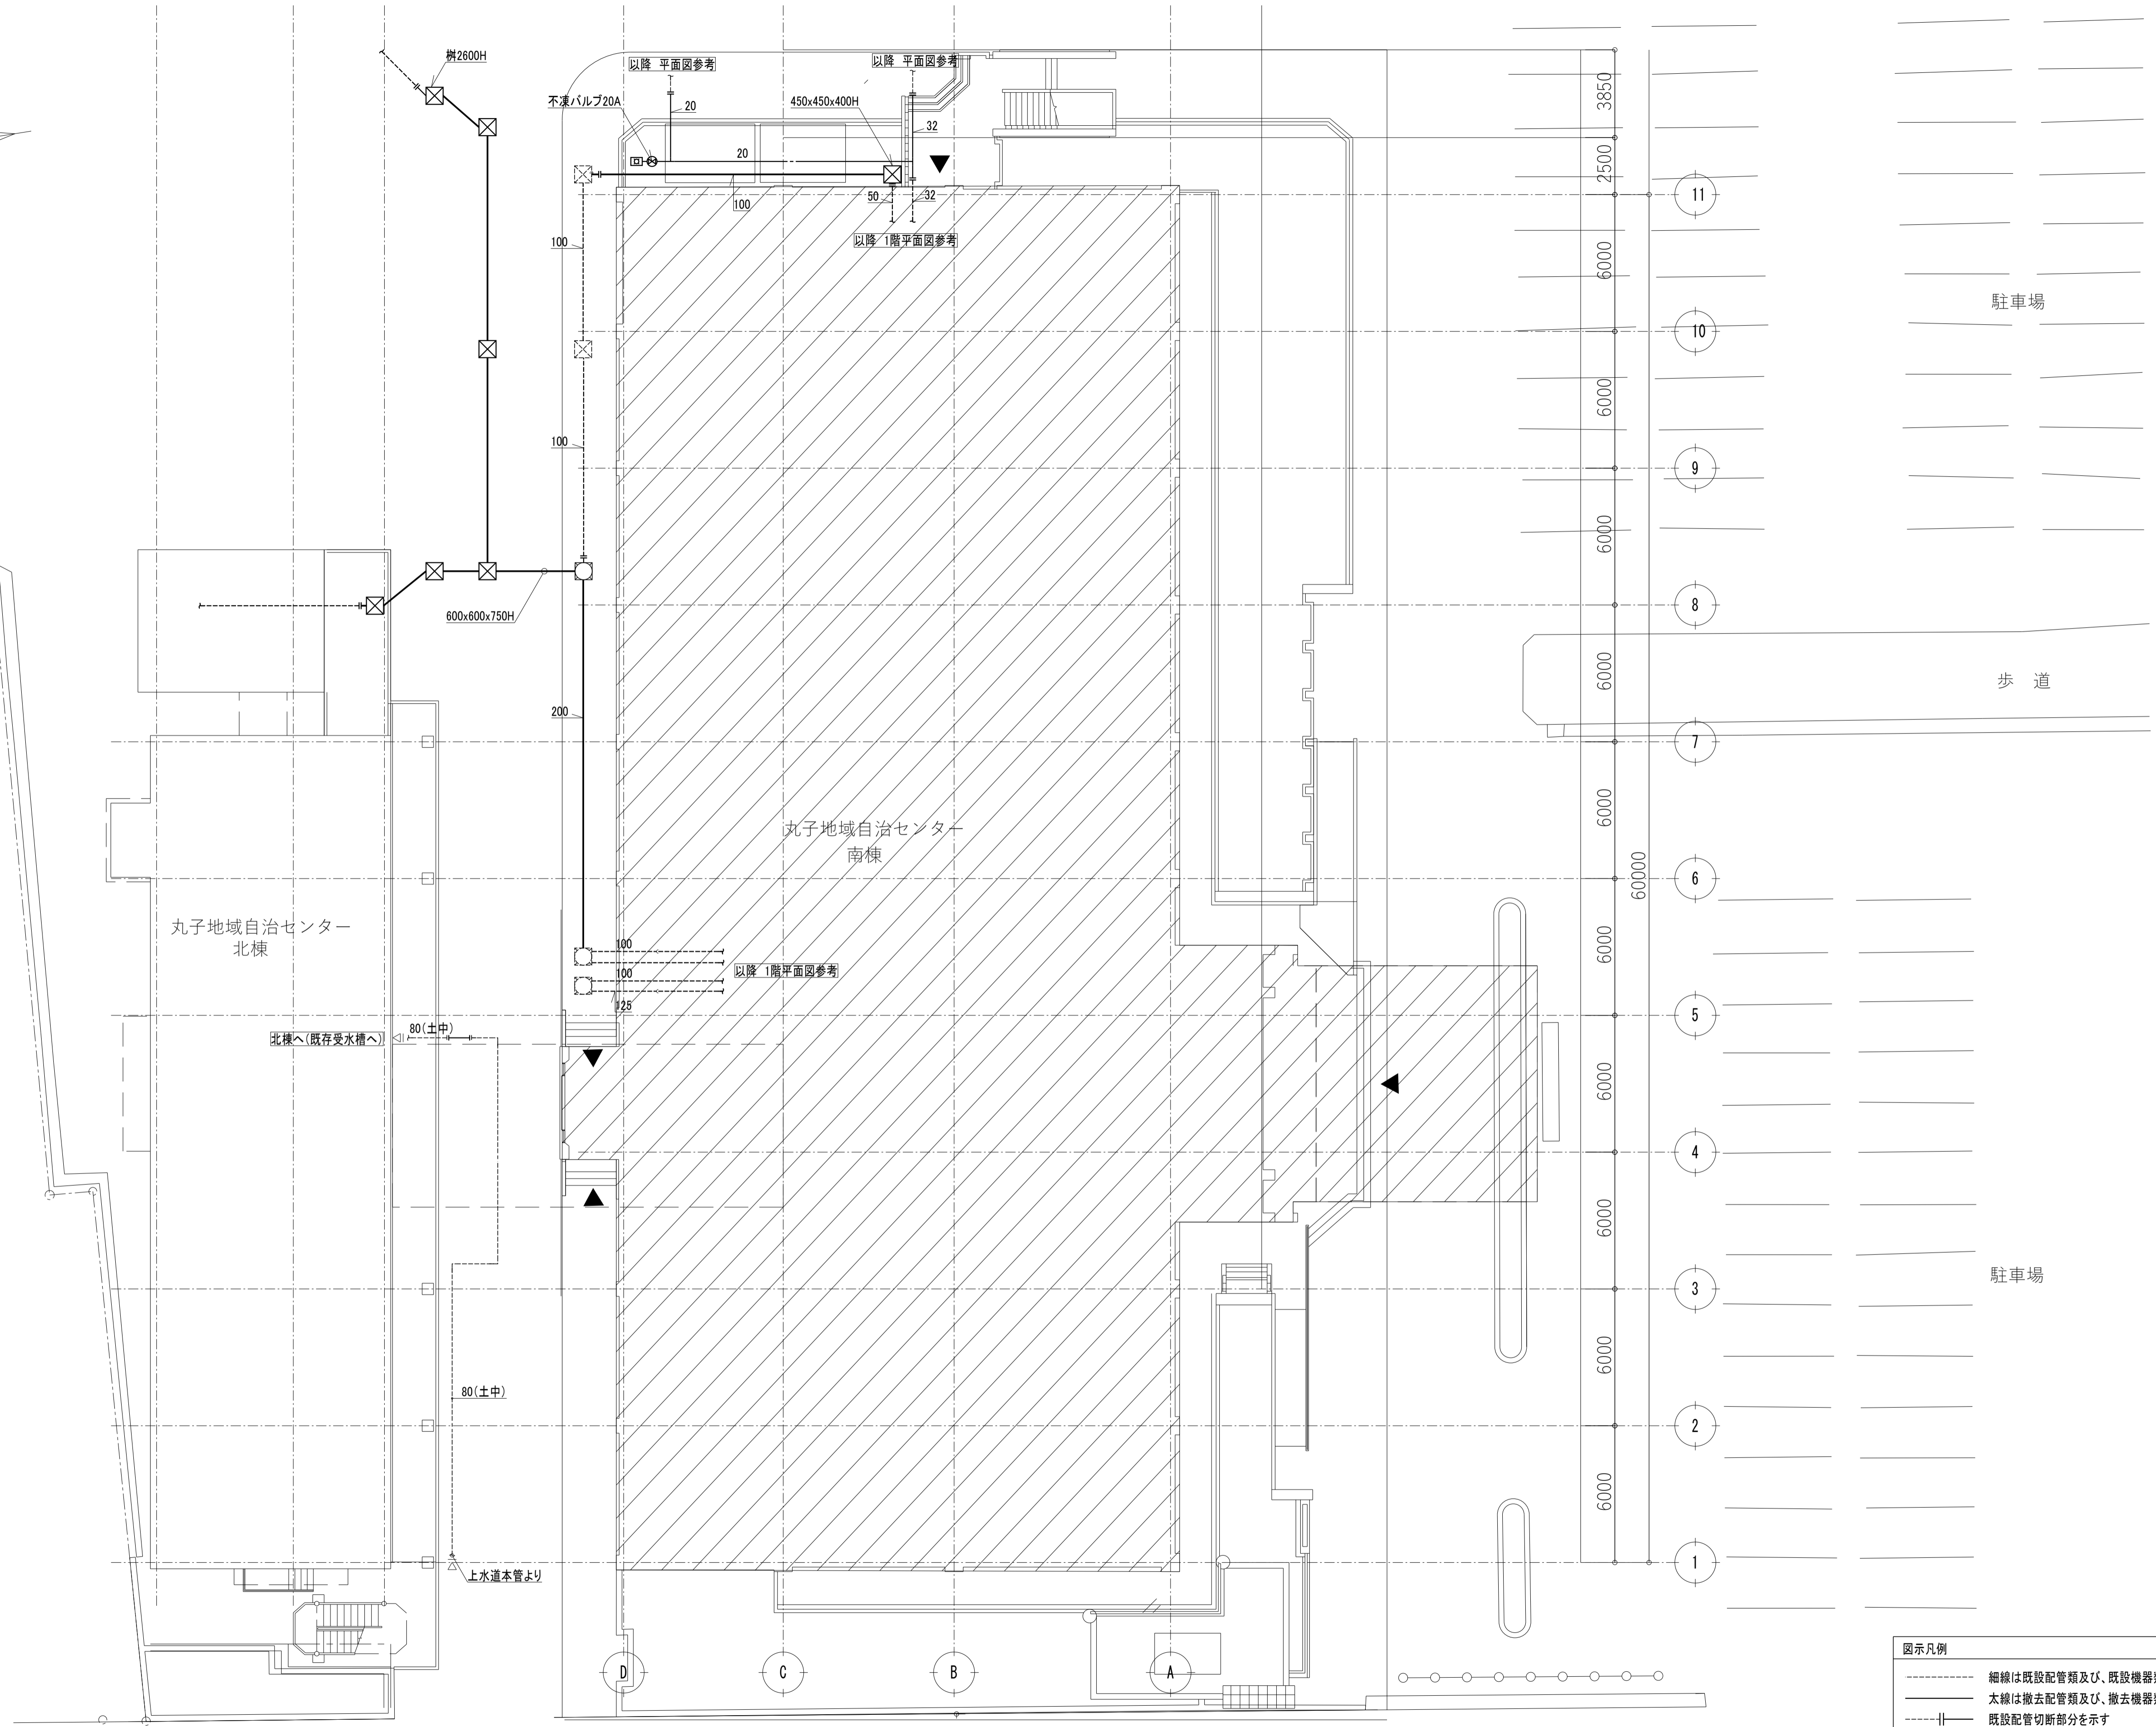 桝2600H
以降 平面図参考
以降 平面図参考
不凍バルブ20A
450x450x400H
20
32
20
100
50
32
以降 1階平面図参考
100
100
600x600x750H
200
丸子地域自治センター
南棟
丸子地域自治センター
北棟
100
100
125
以降 1階平面図参考
北棟へ(既存受水槽へ)
80(土中)
80(土中)
上水道本管より
3850
2500
6000
6000
6000
6000
6000
6000
6000
6000
6000
6000
60000
11
10
9
8
7
6
5
4
3
2
1
D
C
B
A
駐車場
歩 道
駐車場
図示凡例
細線は既設配管類及び、既設機器
太線は撤去配管類及び、撤去機器
既設配管切断部分を示す